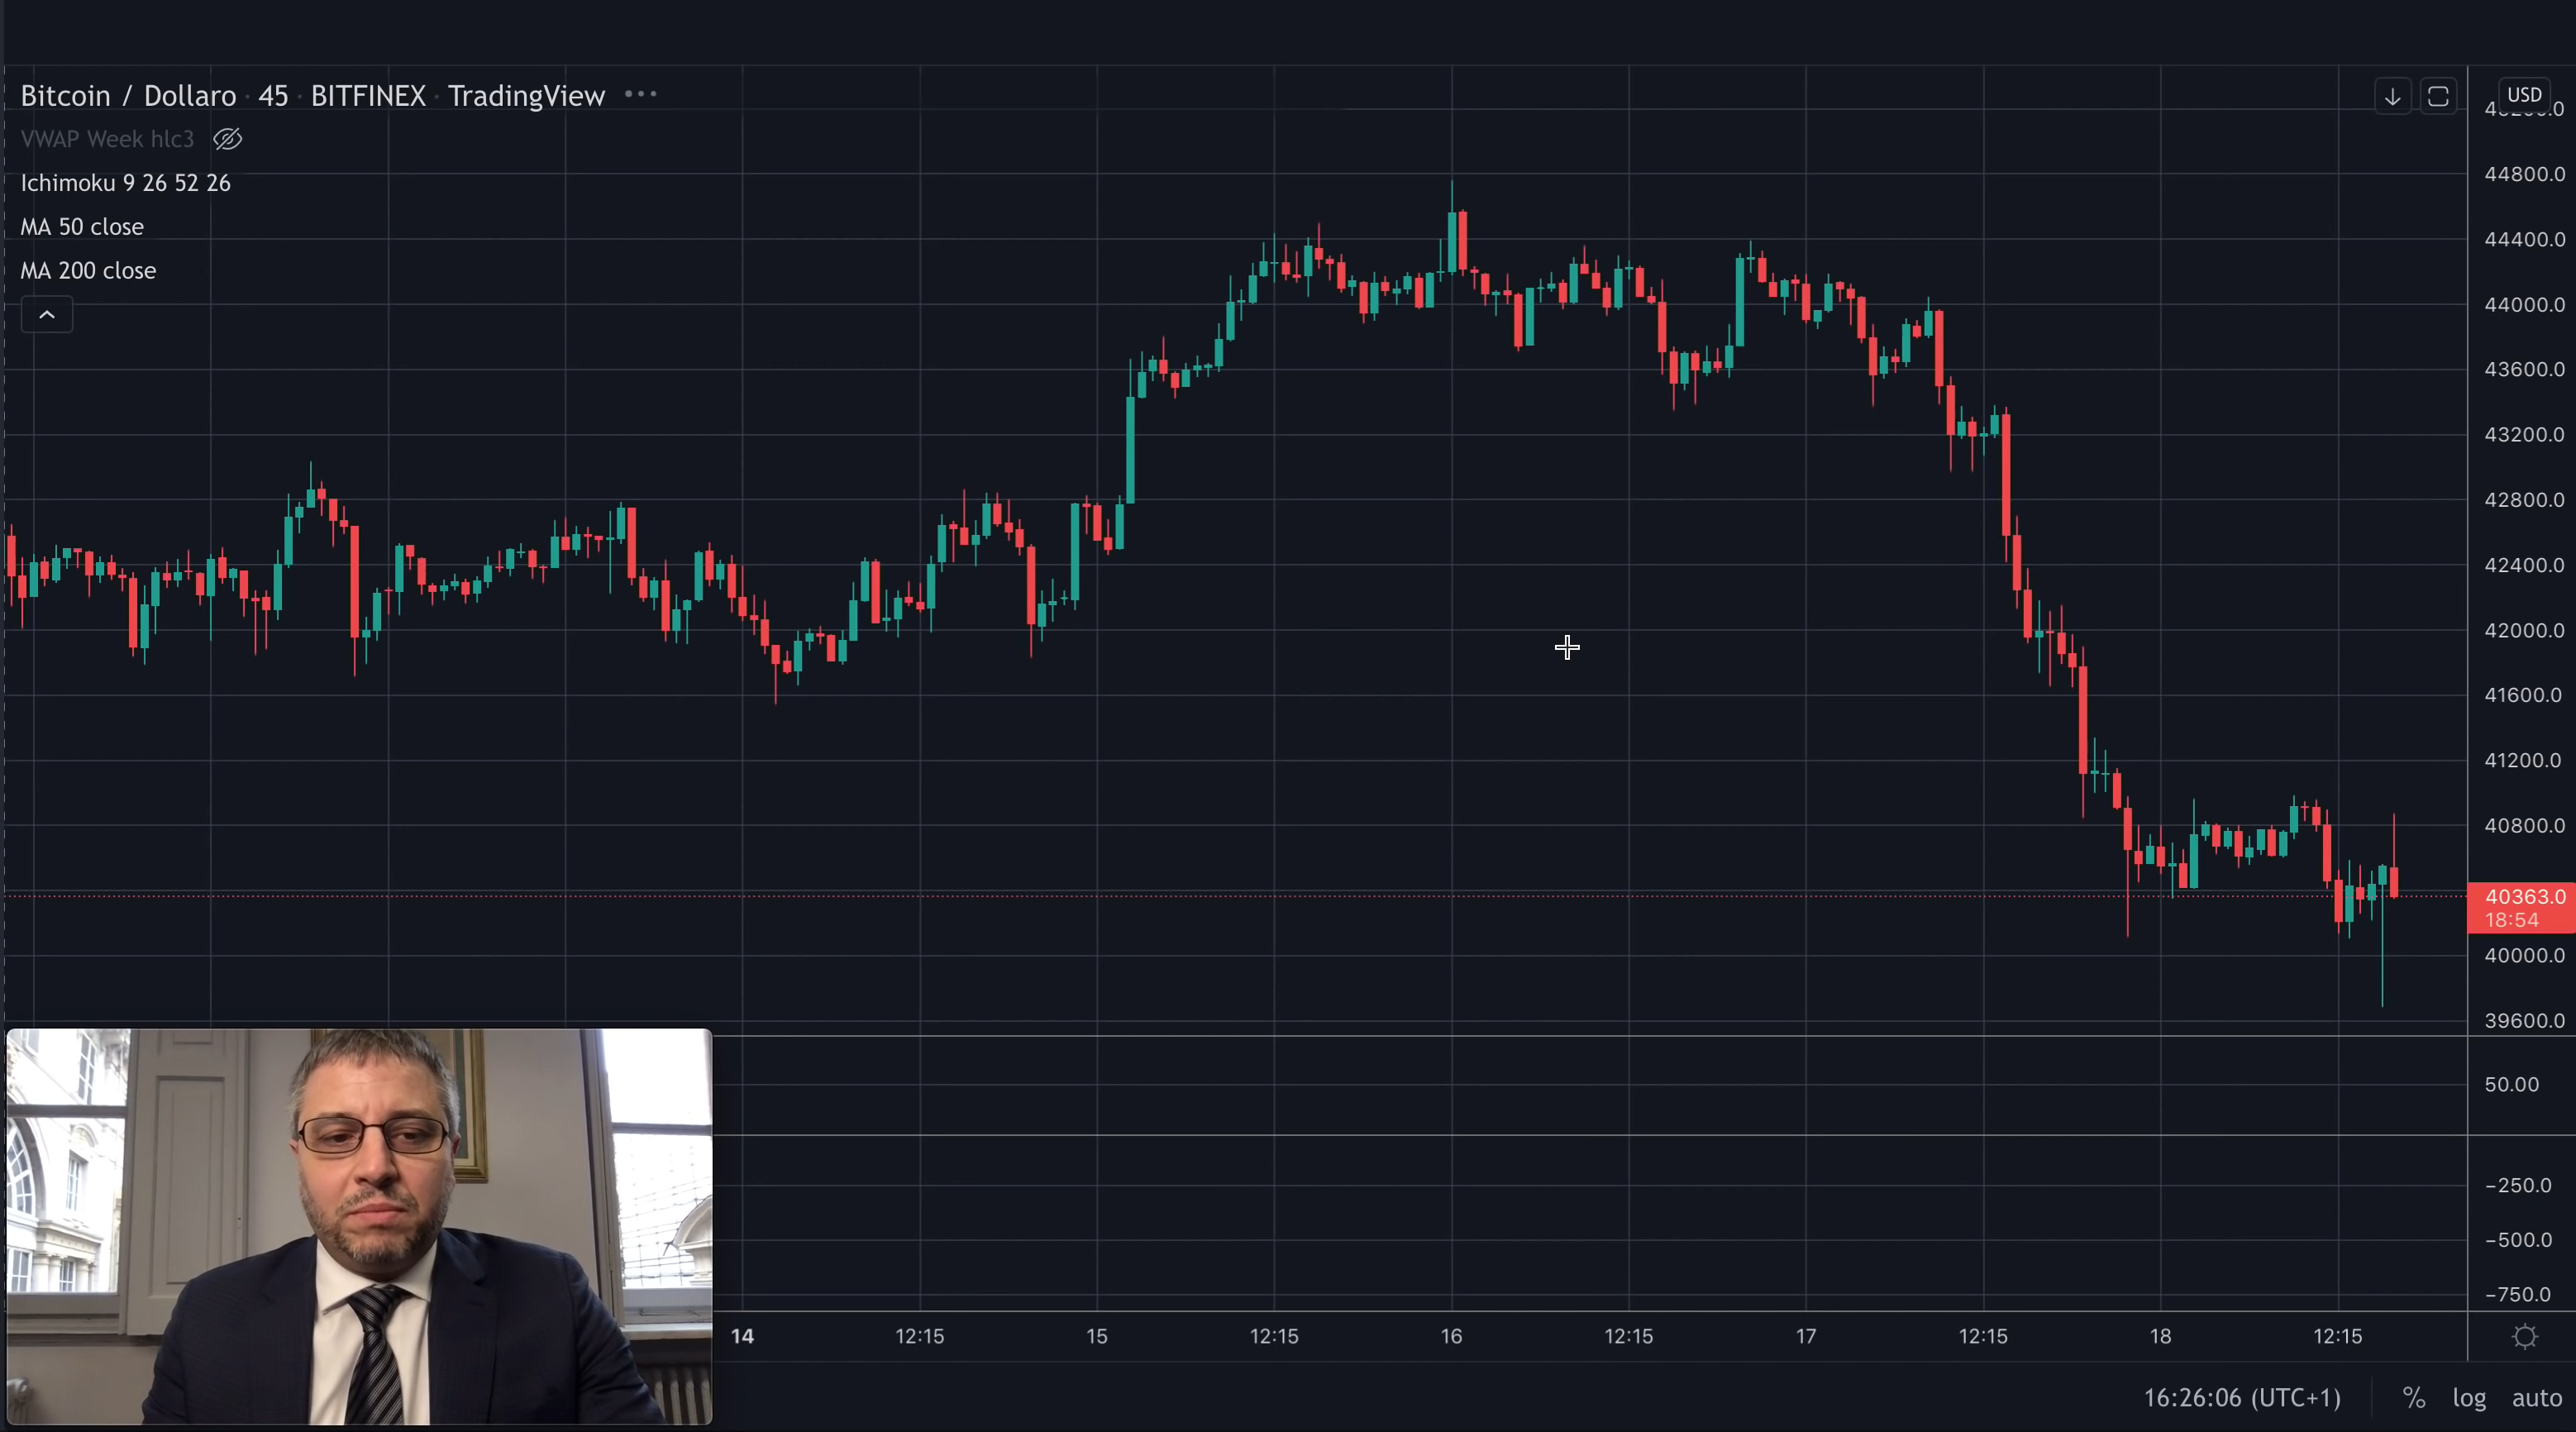 Bitcoin / Dollaro · 45 · BITFINEX · TradingView
USD
VWAP Week hlc3
Ichimoku 9 26 52 26
MA 50 close
MA 200 close
44800.0
44400.0
44000.0
43600.0
43200.0
42800.0
42400.0
42000.0
41600.0
41200.0
40800.0
40363.0
18:54
40000.0
39600.0
50.00
−250.0
−500.0
−750.0
14 12:15 15 12:15 16 12:15 17 12:15 18 12:15
16:26:06 (UTC+1) % log auto